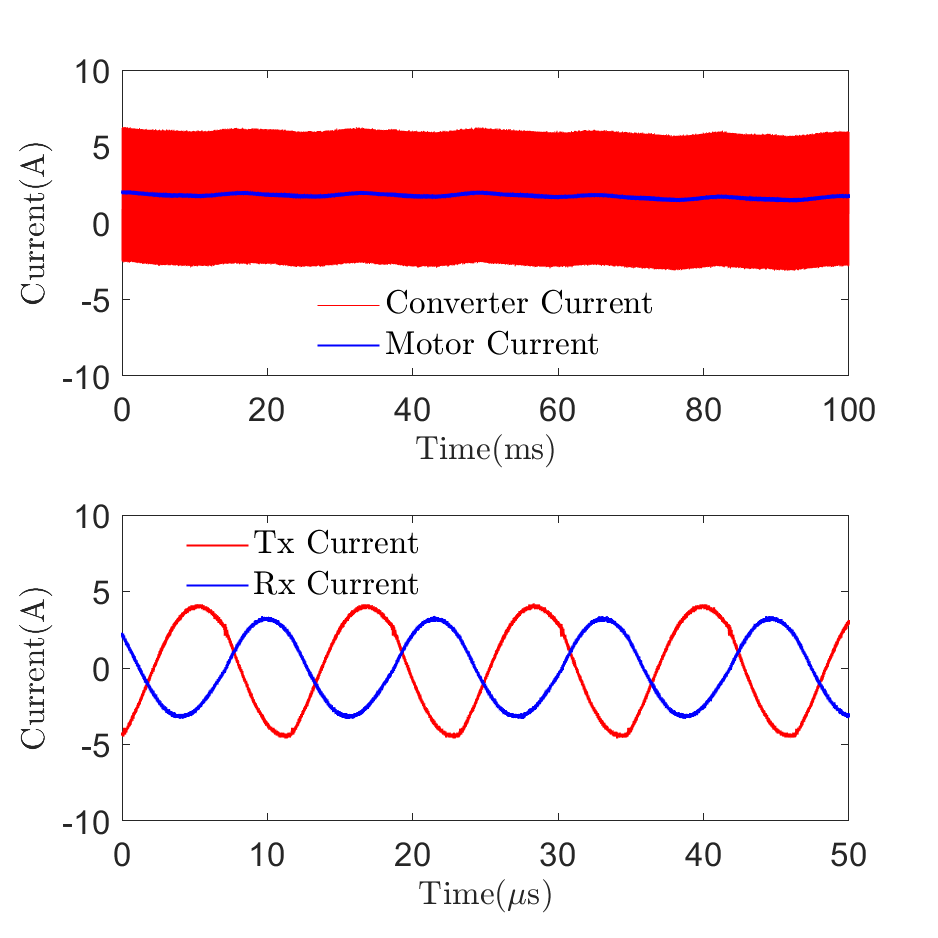 10
5
0
-5
-10
Current(A)
Converter Current
Motor Current
0 20 40 60 80 100
Time(ms)
10
5
0
-5
-10
Current(A)
Tx Current
Rx Current
0 10 20 30 40 50
Time(μs)